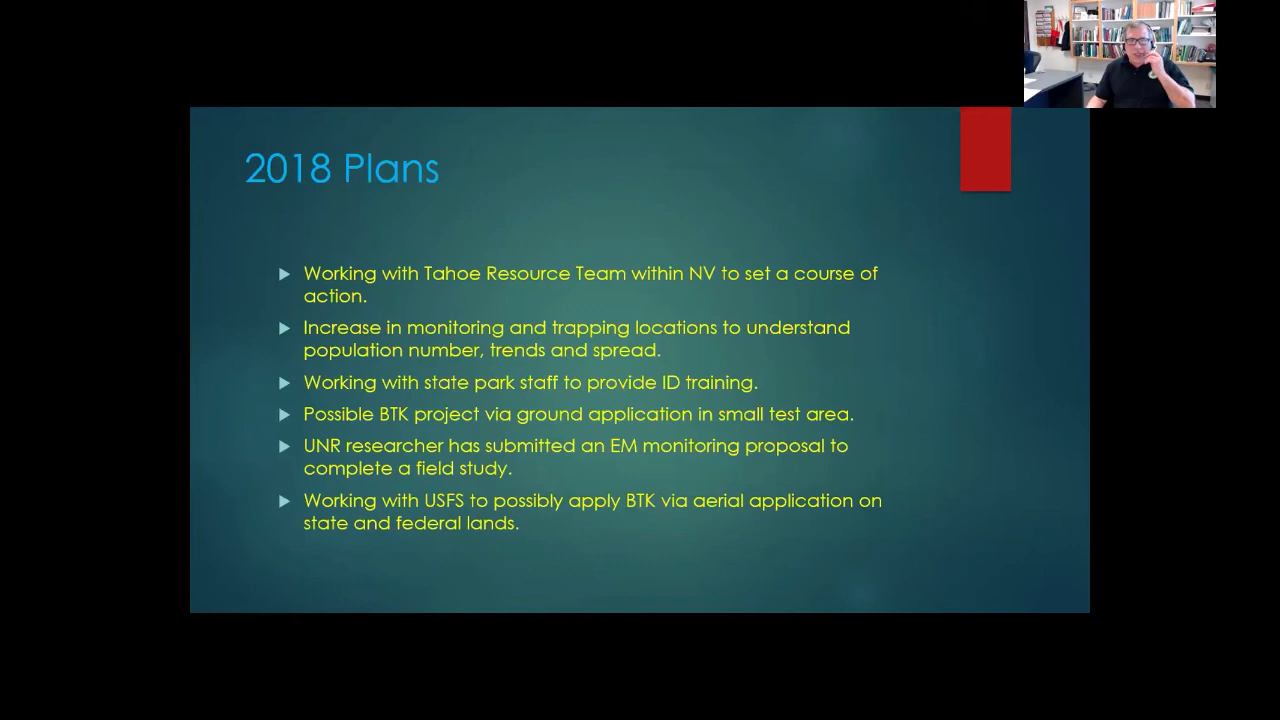 2018 Plans
Working with Tahoe Resource Team within NV to set a course of
action.
Increase in monitoring and trapping locations to understand
population number, trends and spread.
Working with state park staff to provide ID training.
Possible BTK project via ground application in small test area.
UNR researcher has submitted an EM monitoring proposal to
complete a field study.
Working with USFS to possibly apply BTK via aerial application on
state and federal lands.